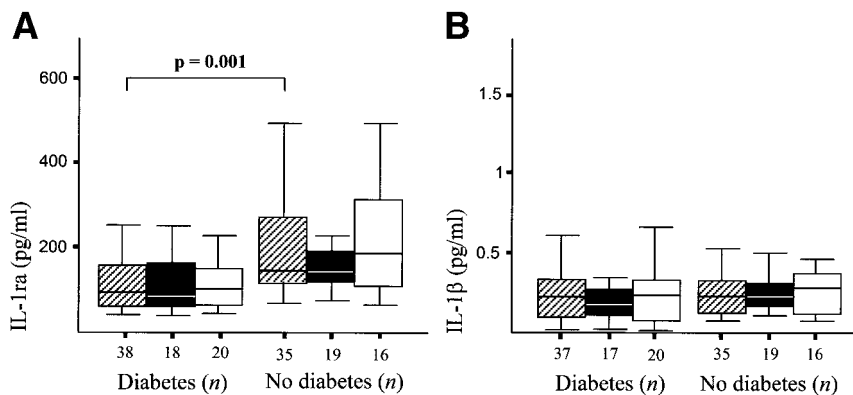 A
IL-1ra (pg/ml)
600
400
200
p = 0.001
38 18 20 35 19 16
Diabetes (n) No diabetes (n)
B
IL-1β (pg/ml)
1.5
1
0.5
37 17 20 35 19 16
Diabetes (n) No diabetes (n)